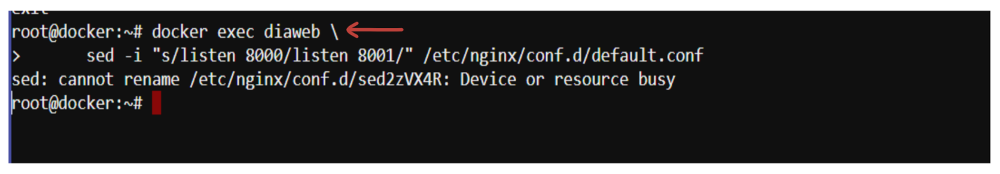 exit
root@docker:~# docker exec diaweb \
>       sed -i "s/listen 8000/listen 8001/" /etc/nginx/conf.d/default.conf
sed: cannot rename /etc/nginx/conf.d/sed2zVX4R: Device or resource busy
root@docker:~#